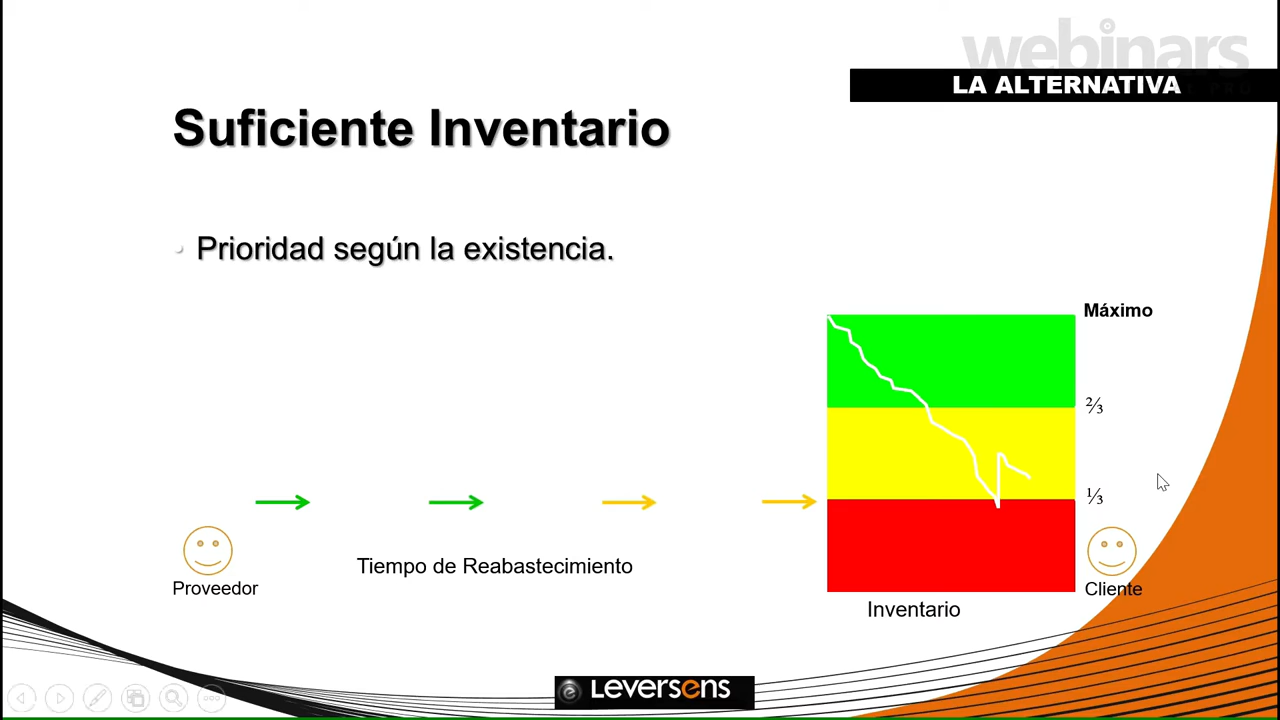 webinars
LA ALTERNATIVA
Suficiente Inventario
Prioridad según la existencia.
Máximo
⅔
⅓
Tiempo de Reabastecimiento
Proveedor
Cliente
Inventario
Leversens